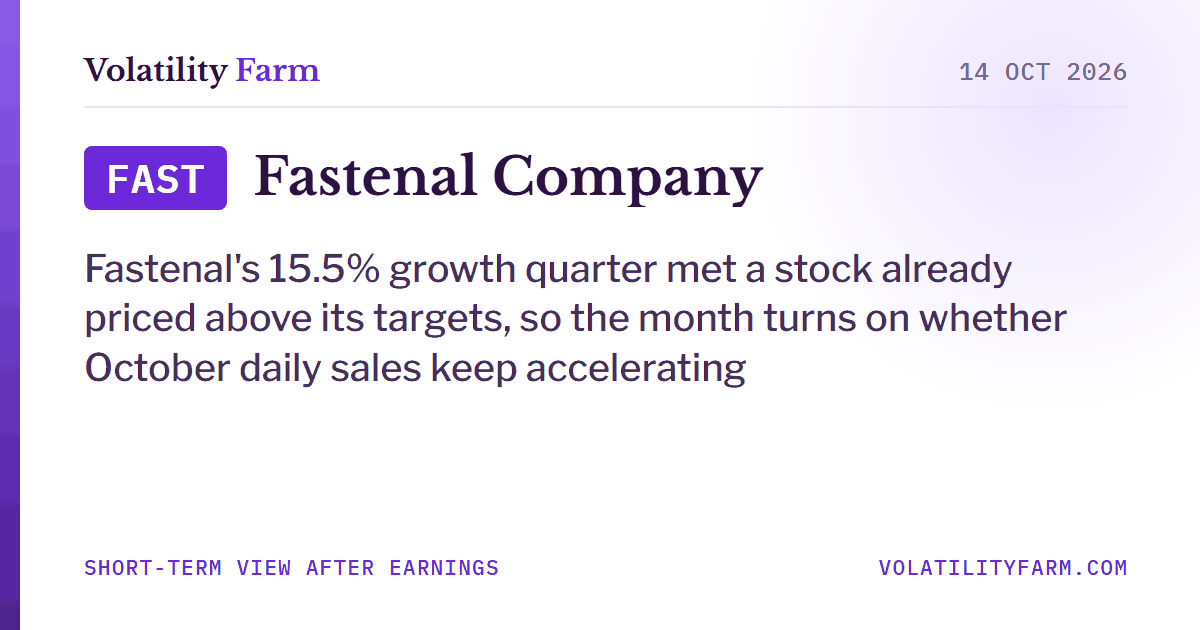 Volatility Farm
14 OCT 2026
FAST Fastenal Company
Fastenal's 15.5% growth quarter met a stock already
priced above its targets, so the month turns on whether
October daily sales keep accelerating
SHORT-TERM VIEW AFTER EARNINGS
VOLATILITYFARM.COM